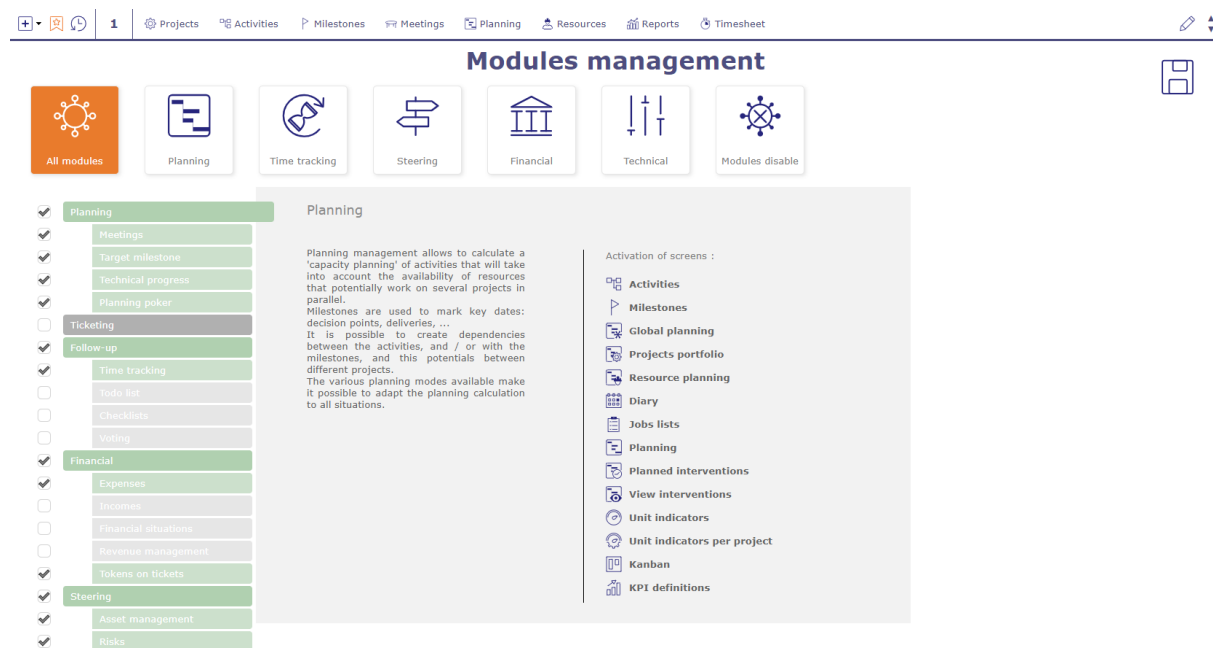 1 Projects Activities Milestones Meetings Planning Resources Reports Timesheet
Modules management
All modules
Planning
Time tracking
Steering
Financial
Technical
Modules disable
Planning
Meetings
Target milestone
Technical progress
Planning poker
Ticketing
Follow-up
Time tracking
Todo list
Checklists
Voting
Financial
Expenses
Incomes
Financial situations
Revenue management
Tokens on tickets
Steering
Asset management
Risks
Planning
Planning management allows to calculate a
'capacity planning' of activities that will take
into account the availability of resources
that potentially work on several projects in
parallel.
Milestones are used to mark key dates:
decision points, deliveries, ...
It is possible to create dependencies
between the activities, and / or with the
milestones, and this potentials between
different projects.
The various planning modes available make
it possible to adapt the planning calculation
to all situations.
Activation of screens :
Activities
Milestones
Global planning
Projects portfolio
Resource planning
Diary
Jobs lists
Planning
Planned interventions
View interventions
Unit indicators
Unit indicators per project
Kanban
KPI definitions